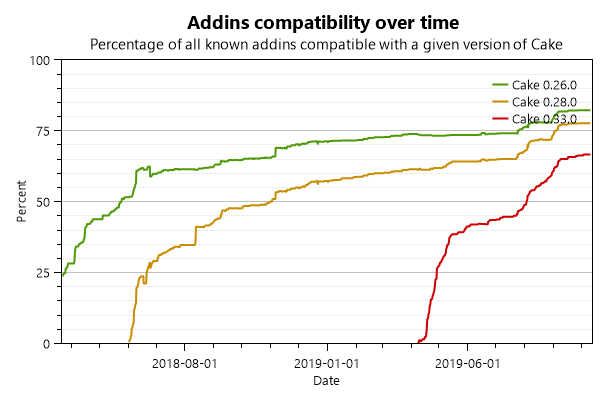 Addins compatibility over time
Percentage of all known addins compatible with a given version of Cake
100
75
50
25
0
Percent
Cake 0.26.0
Cake 0.28.0
Cake 0.33.0
2018-08-01
2019-01-01
2019-06-01
Date